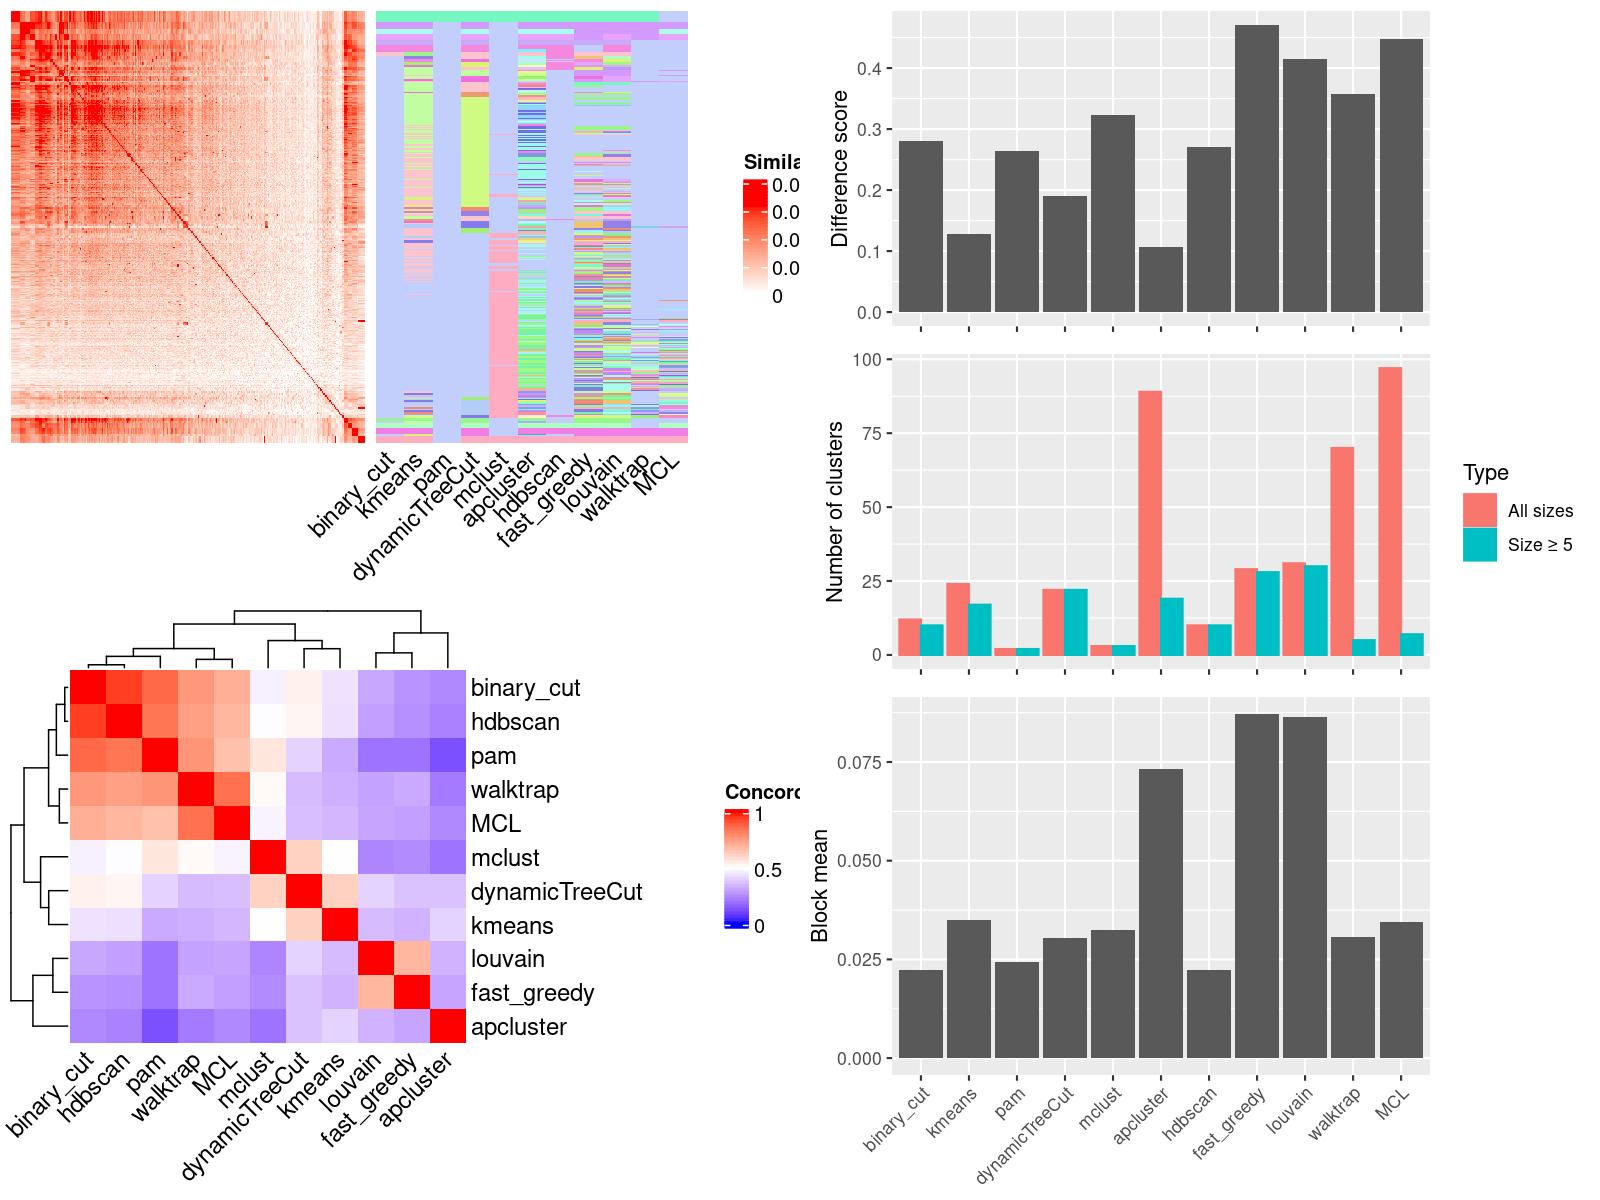 Simila
0.0
0.0
0.0
0.0
0
binary_cut
kmeans
pam
dynamicTreeCut
mclust
apcluster
hdbscan
fast_greedy
louvain
walktrap
MCL
binary_cut
hdbscan
pam
walktrap
MCL
mclust
dynamicTreeCut
kmeans
louvain
fast_greedy
apcluster
binary_cut
hdbscan
pam
walktrap
MCL
mclust
dynamicTreeCut
kmeans
louvain
fast_greedy
apcluster
Concord
1
0.5
0
Difference score
0.4
0.3
0.2
0.1
0.0
Number of clusters
100
75
50
25
0
Type
All sizes
Size ≥ 5
Block mean
0.075
0.050
0.025
0.000
binary_cut
kmeans
pam
dynamicTreeCut
mclust
apcluster
hdbscan
fast_greedy
louvain
walktrap
MCL